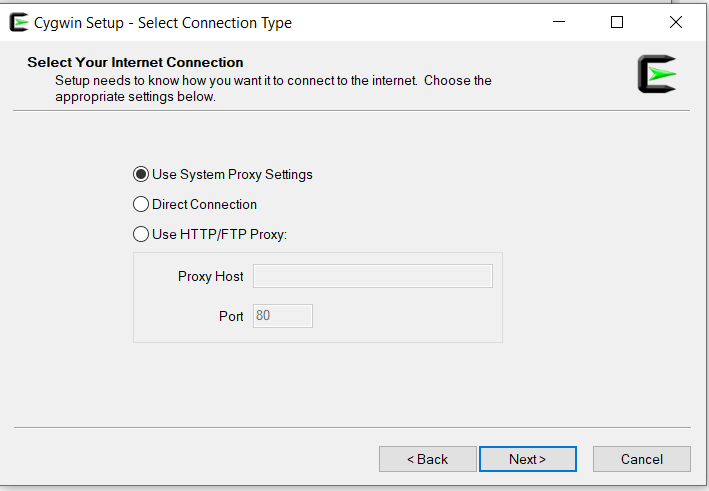 Cygwin Setup - Select Connection Type
Select Your Internet Connection
Setup needs to know how you want it to connect to the internet. Choose the
appropriate settings below.
Use System Proxy Settings
Direct Connection
Use HTTP/FTP Proxy:
Proxy Host
Port
80
< Back
Next >
Cancel